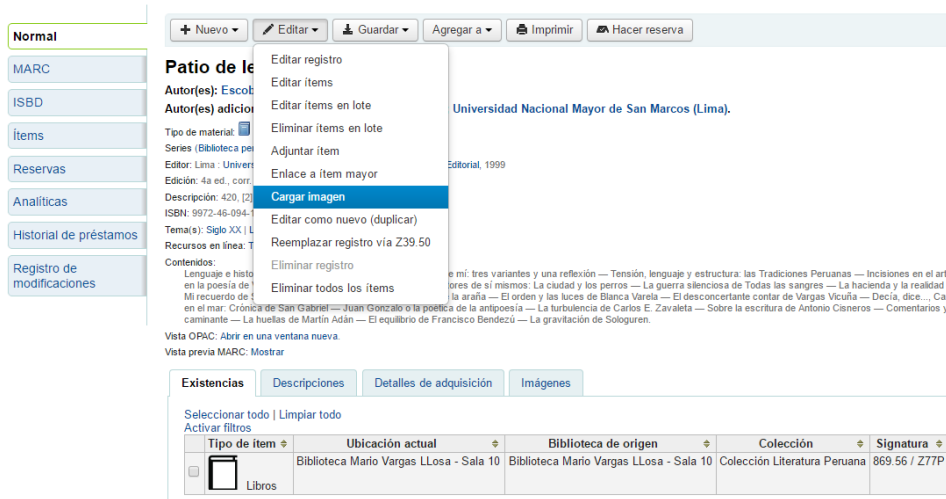 Normal
MARC
ISBD
Ítems
Reservas
Analíticas
Historial de préstamos
Registro de
modificaciones
+ Nuevo Editar Guardar Agregar a Imprimir Hacer reserva
Editar registro
Editar ítems
Editar ítems en lote
Eliminar ítems en lote
Adjuntar ítem
Enlace a ítem mayor
Cargar imagen
Editar como nuevo (duplicar)
Reemplazar registro vía Z39.50
Eliminar registro
Eliminar todos los ítems
Patio de le
Autor(es): Escob
Autor(es) adicion Universidad Nacional Mayor de San Marcos (Lima).
Tipo de material:
Series (Biblioteca per
Editor: Lima : Univers Editorial, 1999
Edición: 4a ed., corr.
Descripción: 420, [2]
ISBN: 9972-46-094-1
Tema(s): Siglo XX | L
Recursos en línea: T
Contenidos:
Lenguaje e histo e mí: tres variantes y una reflexión — Tensión, lenguaje y estructura: las Tradiciones Peruanas — Incisiones en el art
en la poesía de tores de sí mismos: La ciudad y los perros — La guerra silenciosa de Todas las sangres — La hacienda y la realidad
Mi recuerdo de S la araña — El orden y las luces de Blanca Varela — El desconcertante contar de Vargas Vicuña — Decía, dice..., Ca
en el mar: Crónica de San Gabriel — Juan Gonzalo o la poética de la antipoesía — La turbulencia de Carlos E. Zavaleta — Sobre la escritura de Antonio Cisneros — Comentarios y
caminante — La huellas de Martín Adán — El equilibrio de Francisco Bendezú — La gravitación de Sologuren.
Vista OPAC: Abrir en una ventana nueva.
Vista previa MARC: Mostrar
Existencias Descripciones Detalles de adquisición Imágenes
Seleccionar todo | Limpiar todo
Activar filtros
Tipo de ítem Ubicación actual Biblioteca de origen Colección Signatura
Libros Biblioteca Mario Vargas LLosa - Sala 10 Biblioteca Mario Vargas LLosa - Sala 10 Colección Literatura Peruana 869.56 / Z77P